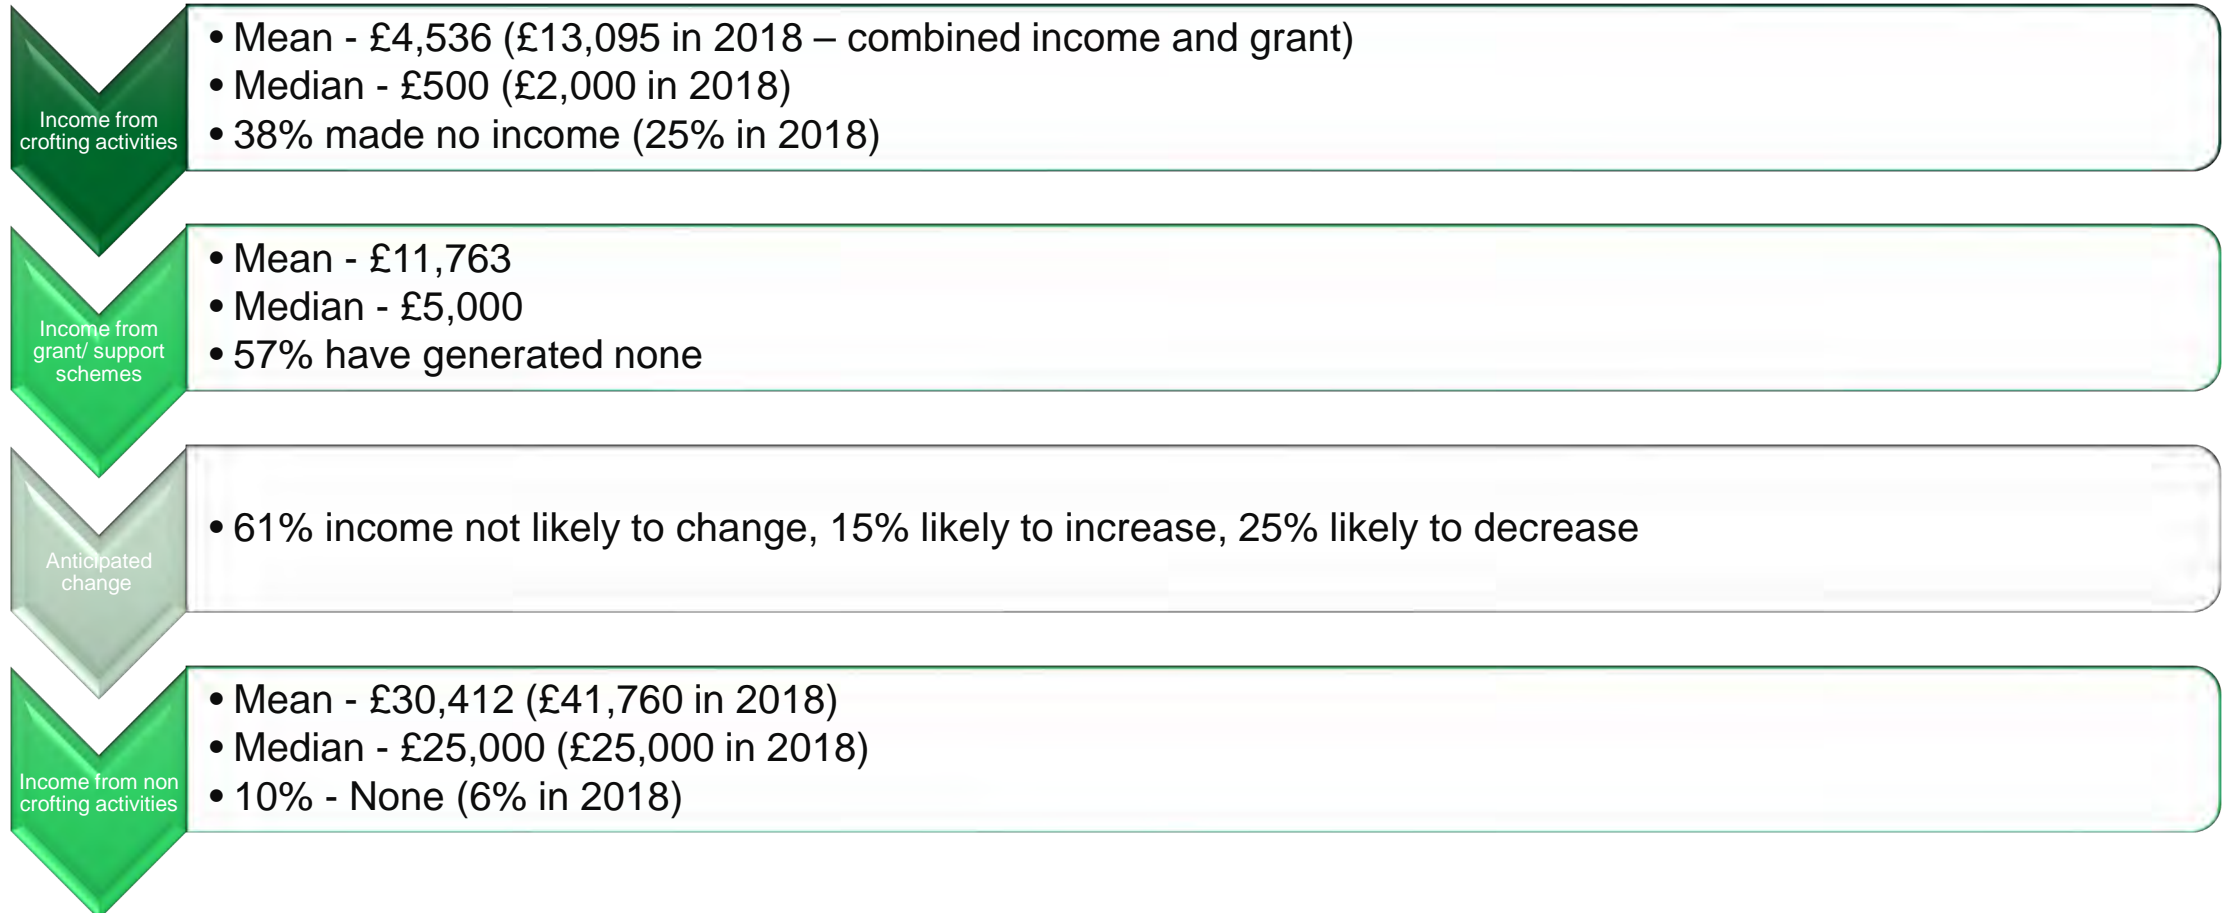 Income from
crofting activities
• Mean - £4,536 (£13,095 in 2018 – combined income and grant)
• Median - £500 (£2,000 in 2018)
• 38% made no income (25% in 2018)
Income from
grant/ support
schemes
• Mean - £11,763
• Median - £5,000
• 57% have generated none
Anticipated
change
• 61% income not likely to change, 15% likely to increase, 25% likely to decrease
Income from non
crofting activities
• Mean - £30,412 (£41,760 in 2018)
• Median - £25,000 (£25,000 in 2018)
• 10% - None (6% in 2018)